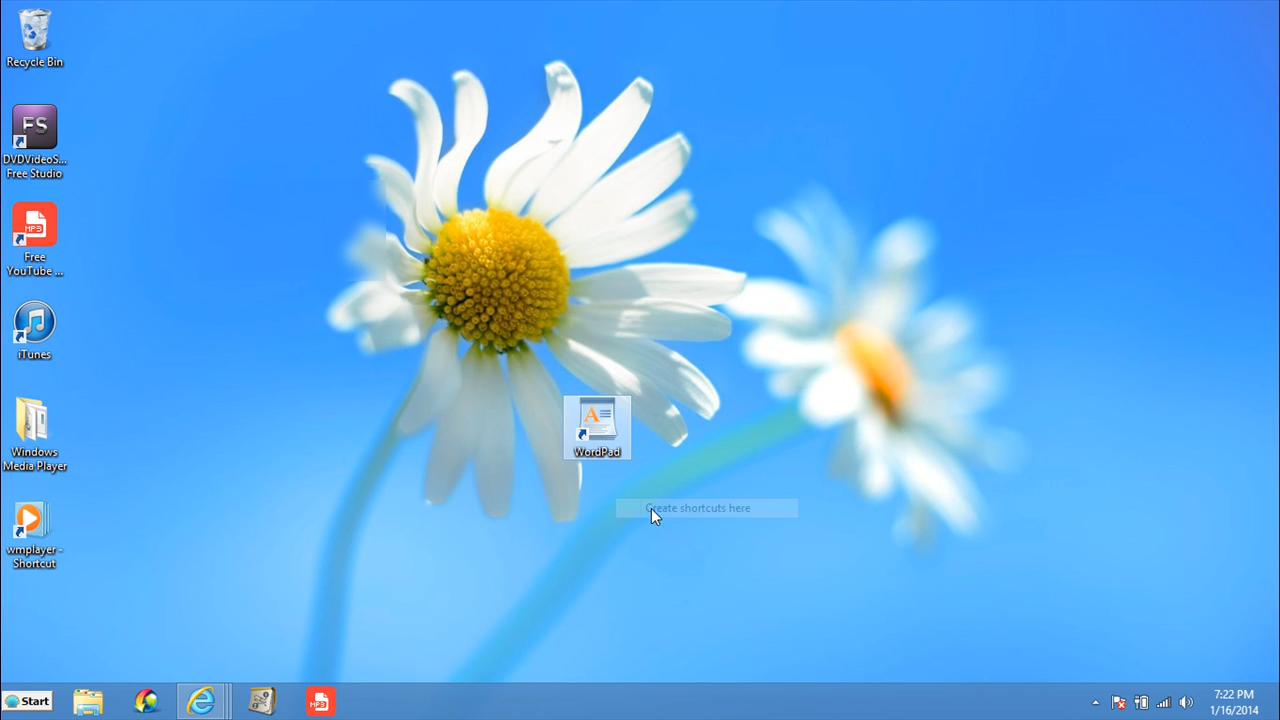 Recycle Bin
FS
DVDVideoS...
Free Studio
MP3
Free
YouTube ...
iTunes
Windows
Media Player
wmplayer -
Shortcut
A
WordPad
Create shortcuts here
Start
MP3
7:22 PM
1/16/2014